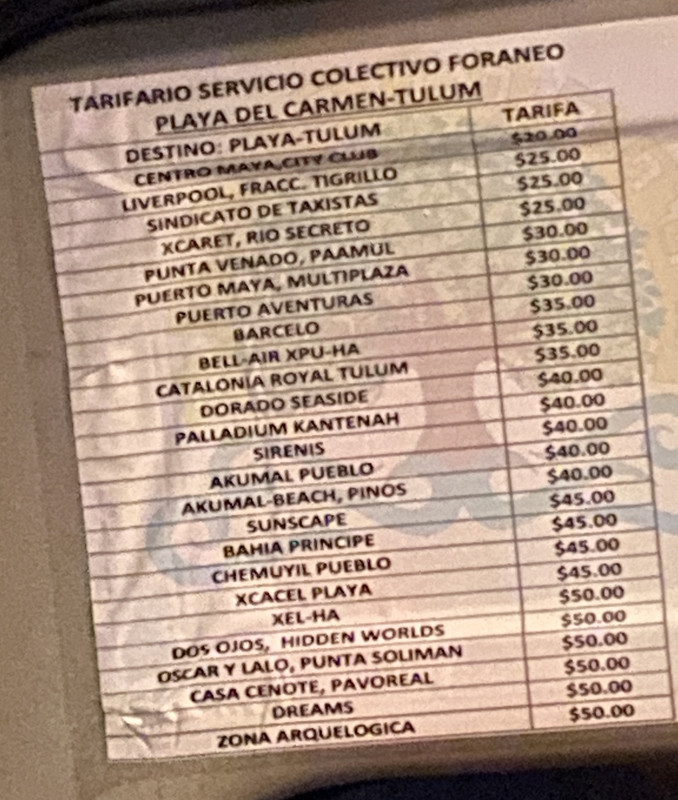 TARIFARIO SERVICIO COLECTIVO FORANEO
PLAYA DEL CARMEN-TULUM
DESTINO: PLAYA-TULUM TARIFA
CENTRO MAYA,CITY CLUB $20.00
LIVERPOOL, FRACC. TIGRILLO $25.00
SINDICATO DE TAXISTAS $25.00
XCARET, RIO SECRETO $25.00
PUNTA VENADO, PAAMUL $30.00
PUERTO MAYA, MULTIPLAZA $30.00
PUERTO AVENTURAS $30.00
BARCELO $35.00
BELL-AIR XPU-HA $35.00
CATALONIA ROYAL TULUM $35.00
DORADO SEASIDE $40.00
PALLADIUM KANTENAH $40.00
SIRENIS $40.00
AKUMAL PUEBLO $40.00
AKUMAL-BEACH, PINOS $40.00
SUNSCAPE $45.00
BAHIA PRINCIPE $45.00
CHEMUYIL PUEBLO $45.00
XCACEL PLAYA $45.00
XEL-HA $50.00
DOS OJOS, HIDDEN WORLDS $50.00
OSCAR Y LALO, PUNTA SOLIMAN $50.00
CASA CENOTE, PAVOREAL $50.00
DREAMS $50.00
ZONA ARQUELOGICA $50.00